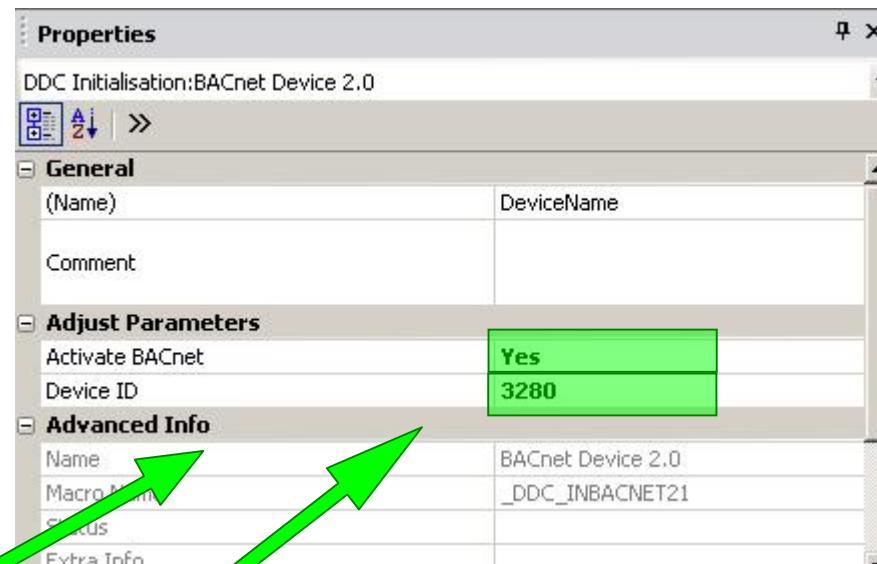 Properties
DDC Initialisation:BACnet Device 2.0
General
(Name) DeviceName
Comment
Adjust Parameters
Activate BACnet Yes
Device ID 3280
Advanced Info
Name BACnet Device 2.0
Macro _DDC_INBACNET21
Extra Info